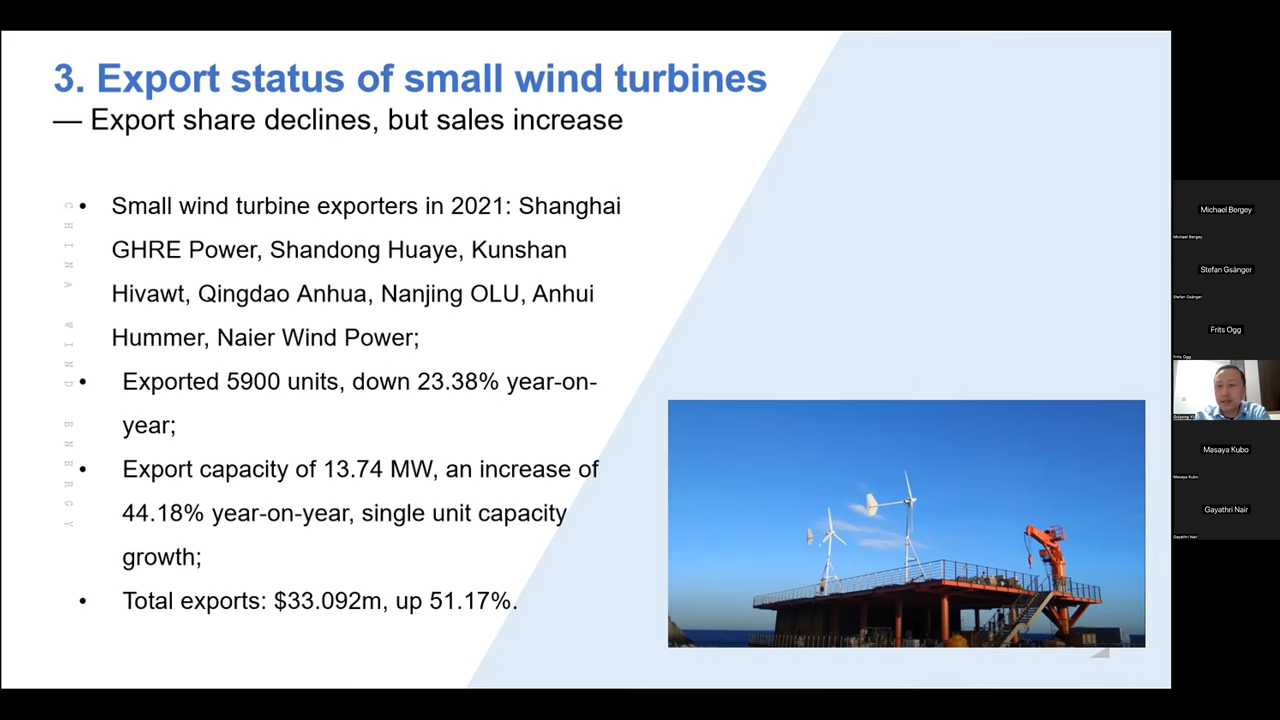 3. Export status of small wind turbines
— Export share declines, but sales increase
• Small wind turbine exporters in 2021: Shanghai
GHRE Power, Shandong Huaye, Kunshan
Hivawt, Qingdao Anhua, Nanjing OLU, Anhui
Hummer, Naier Wind Power;
• Exported 5900 units, down 23.38% year-on-
year;
• Export capacity of 13.74 MW, an increase of
44.18% year-on-year, single unit capacity
growth;
• Total exports: $33.092m, up 51.17%.
CHINA WIND ENERGY
Michael Bergey
Michael Bergey
Stefan Gsänger
Stefan Gsänger
Frits Ogg
Frits Ogg
Masaya Kubo
Masaya Kubo
Gayathri Nair
Gayathri Nair